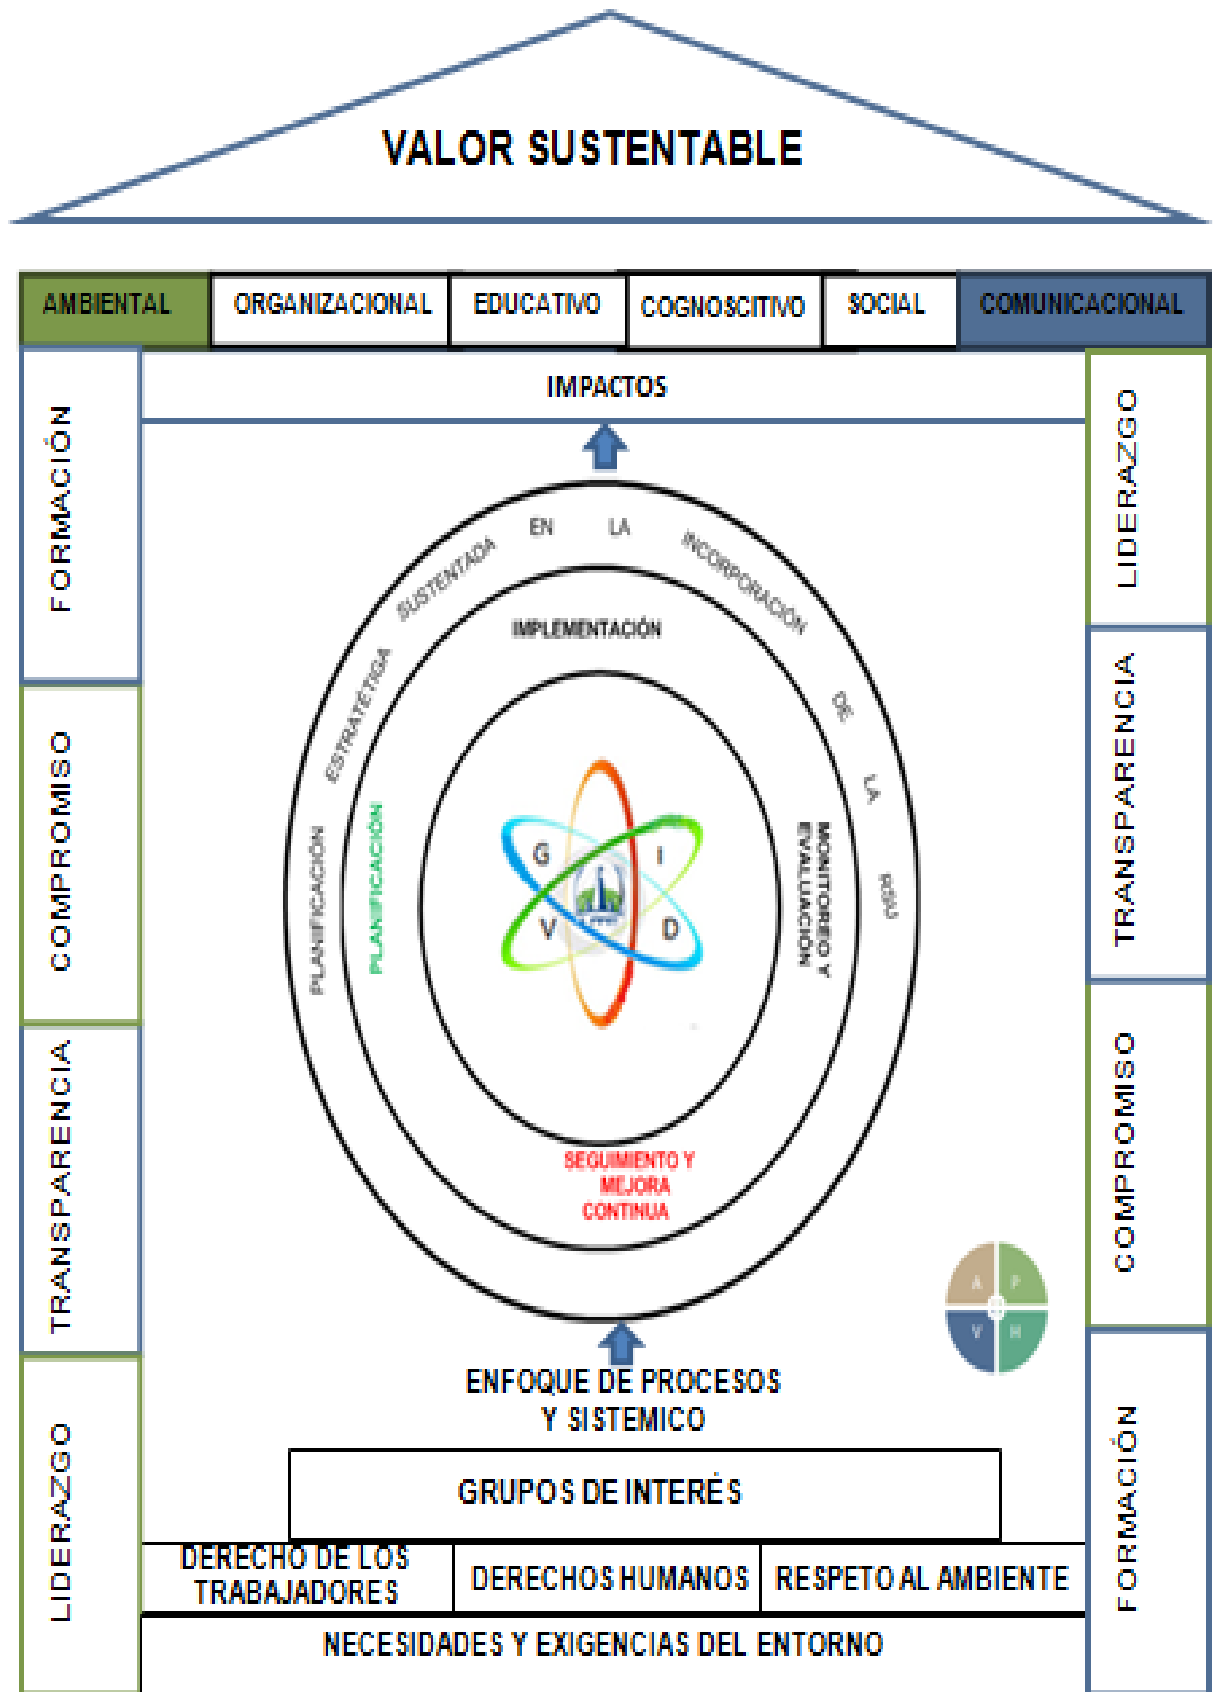 VALOR SUSTENTABLE
AMBIENTAL
ORGANIZACIONAL
EDUCATIVO
COGNOSCITIVO
SOCIAL
COMUNICACIONAL
IMPACTOS
FORMACIÓN
COMPROMISO
TRANSPARENCIA
LIDERAZGO
LIDERAZGO
TRANSPARENCIA
COMPROMISO
FORMACIÓN
PLANIFICACIÓN ESTRATÉTIGA SUSTENTADA EN LA INCORPORACIÓN DE LA RSU
IMPLEMENTACIÓN
PLANIFICACIÓN
MONITOREO Y
EVALUACIÓN
G
I
V
D
SEGUIMIENTO Y
MEJORA
CONTINUA
A
P
V
H
ENFOQUE DE PROCESOS
Y SISTEMICO
GRUPOS DE INTERÉS
DERECHO DE LOS
TRABAJADORES
DERECHOS HUMANOS
RESPETO AL AMBIENTE
NECESIDADES Y EXIGENCIAS DEL ENTORNO